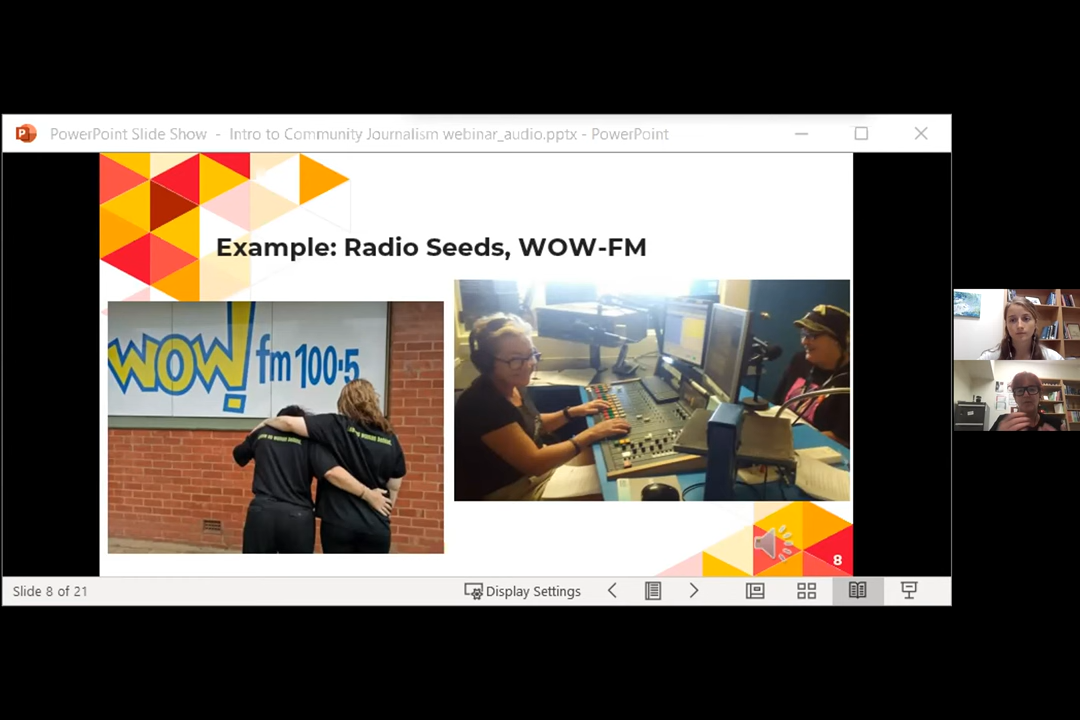 PowerPoint Slide Show - Intro to Community Journalism webinar_audio.pptx - PowerPoint
Example: Radio Seeds, WOW-FM
WOW! fm 100.5
8
Slide 8 of 21
Display Settings